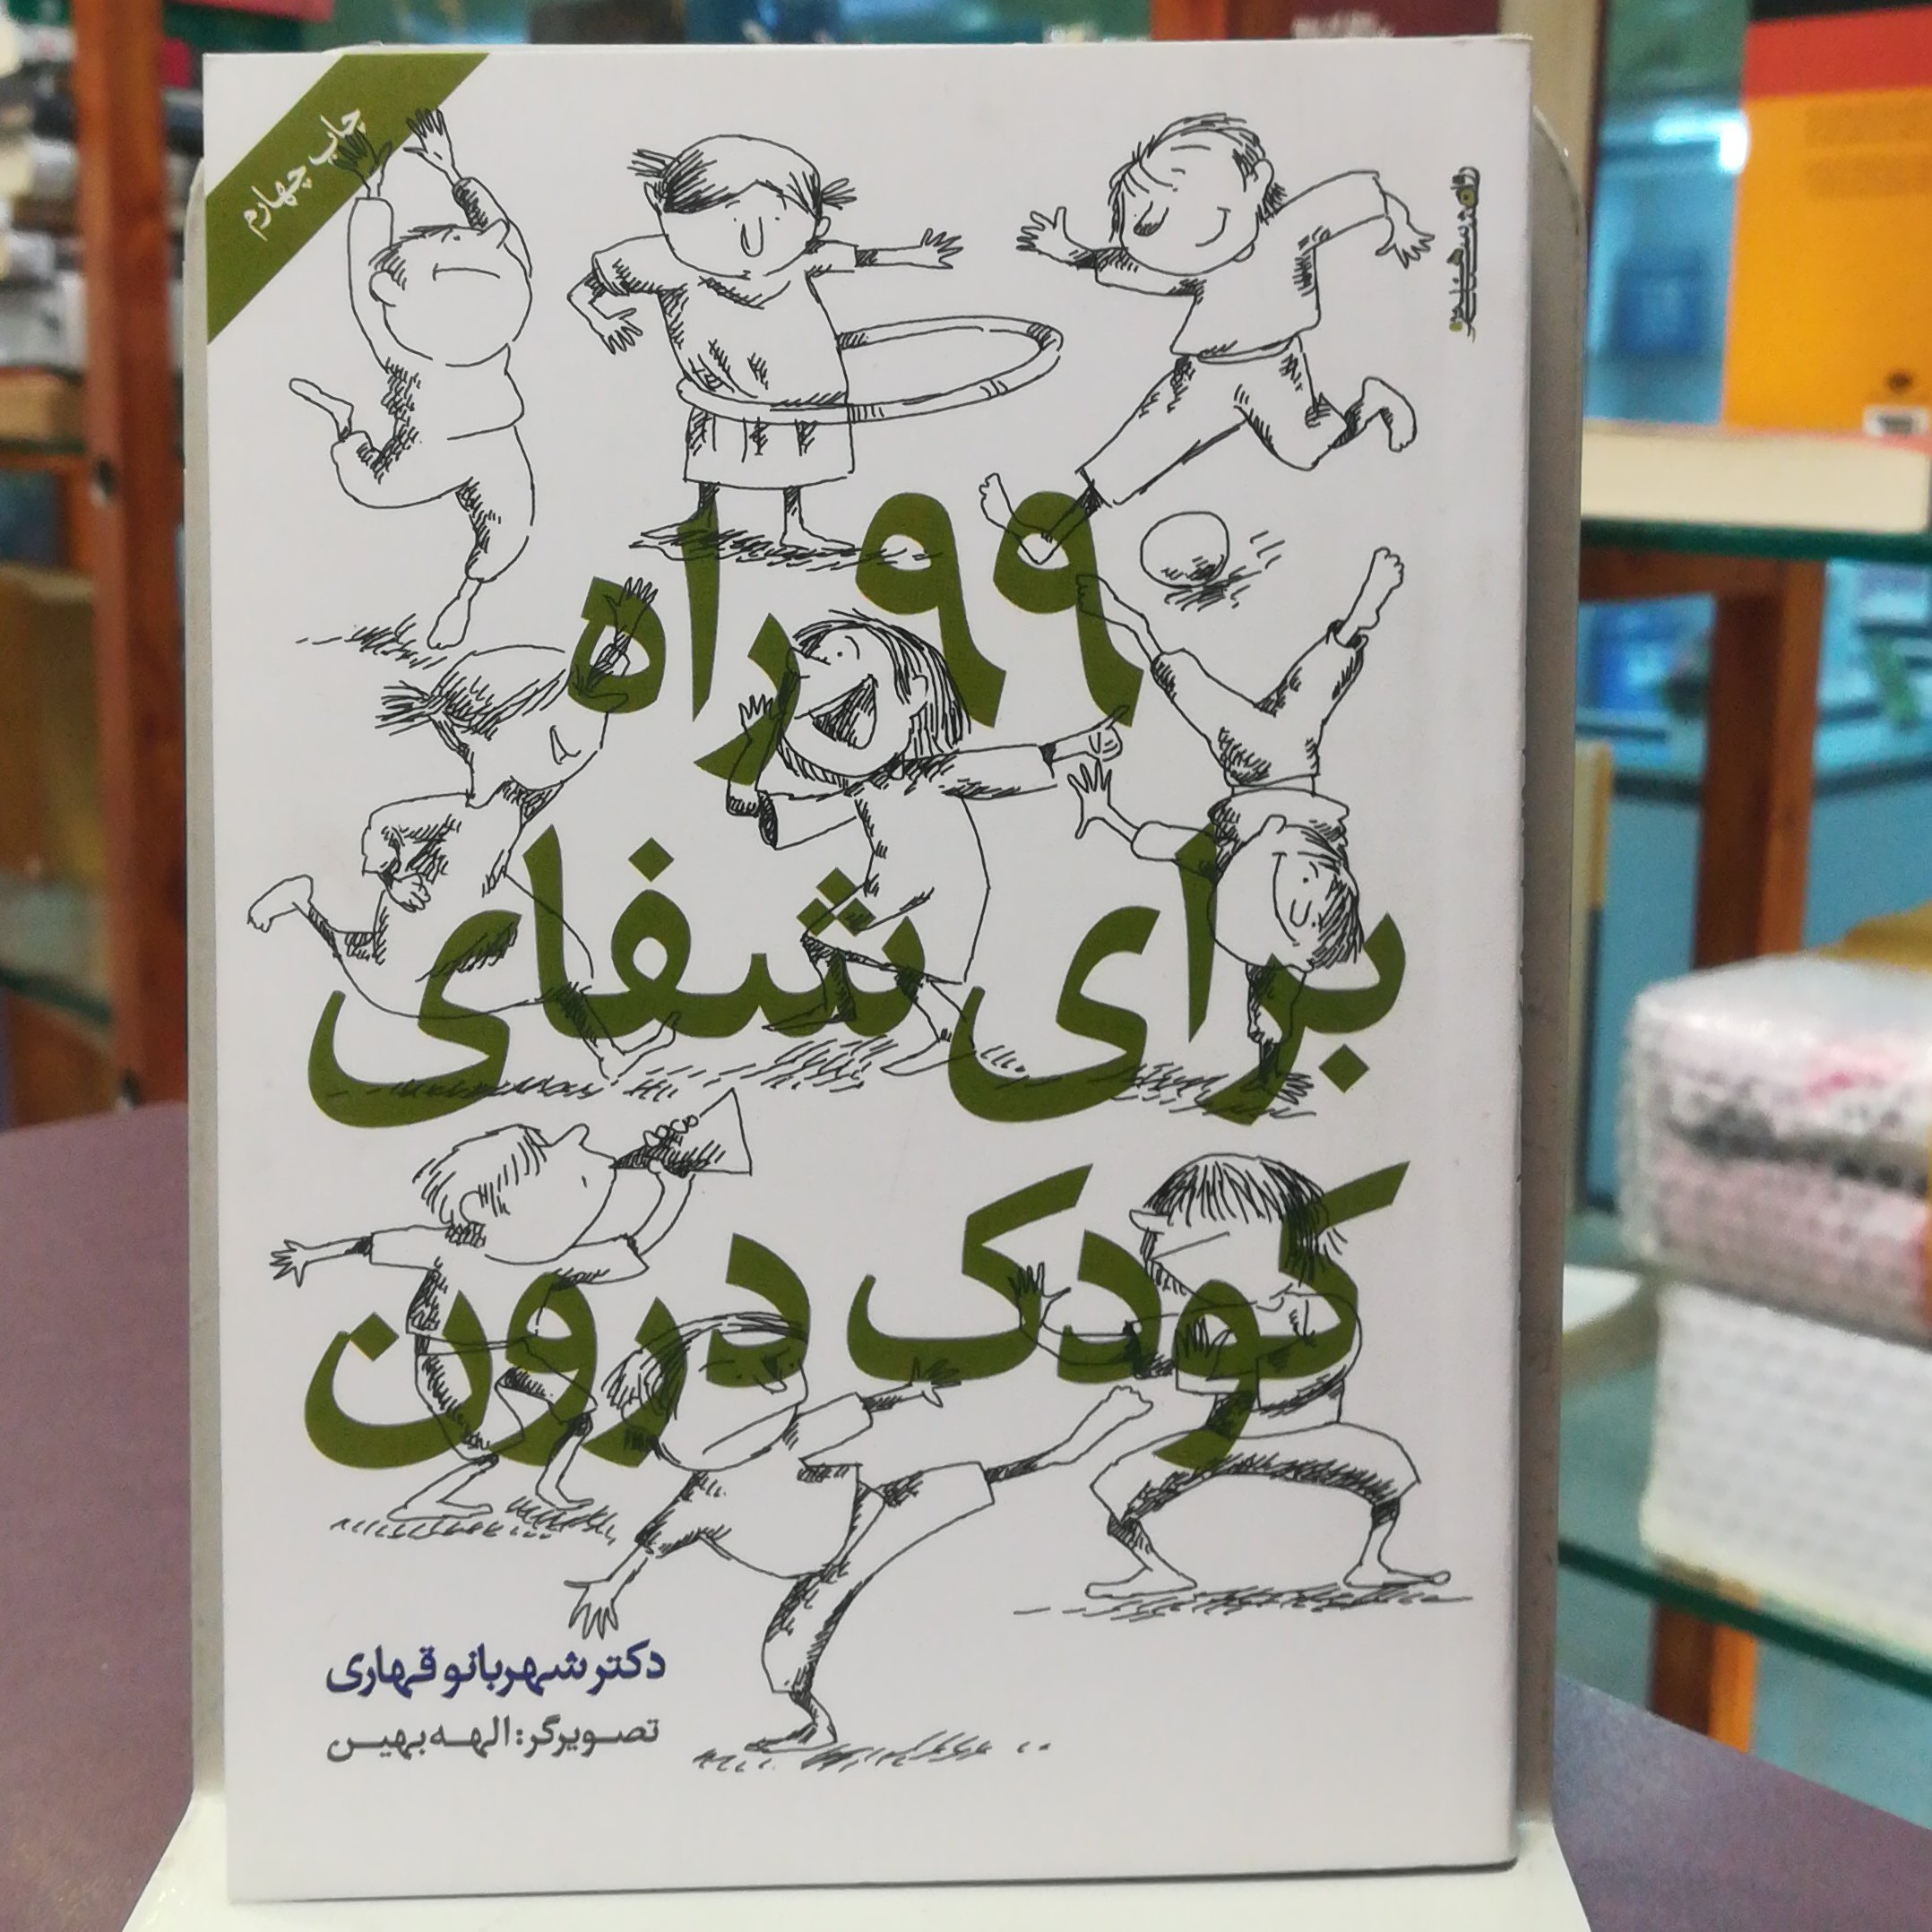 چاپ چهارم
۹۹ راه
برای شفای
کودک درون
دکتر شهربانو قهاری
تصویرگر: الهه بهین